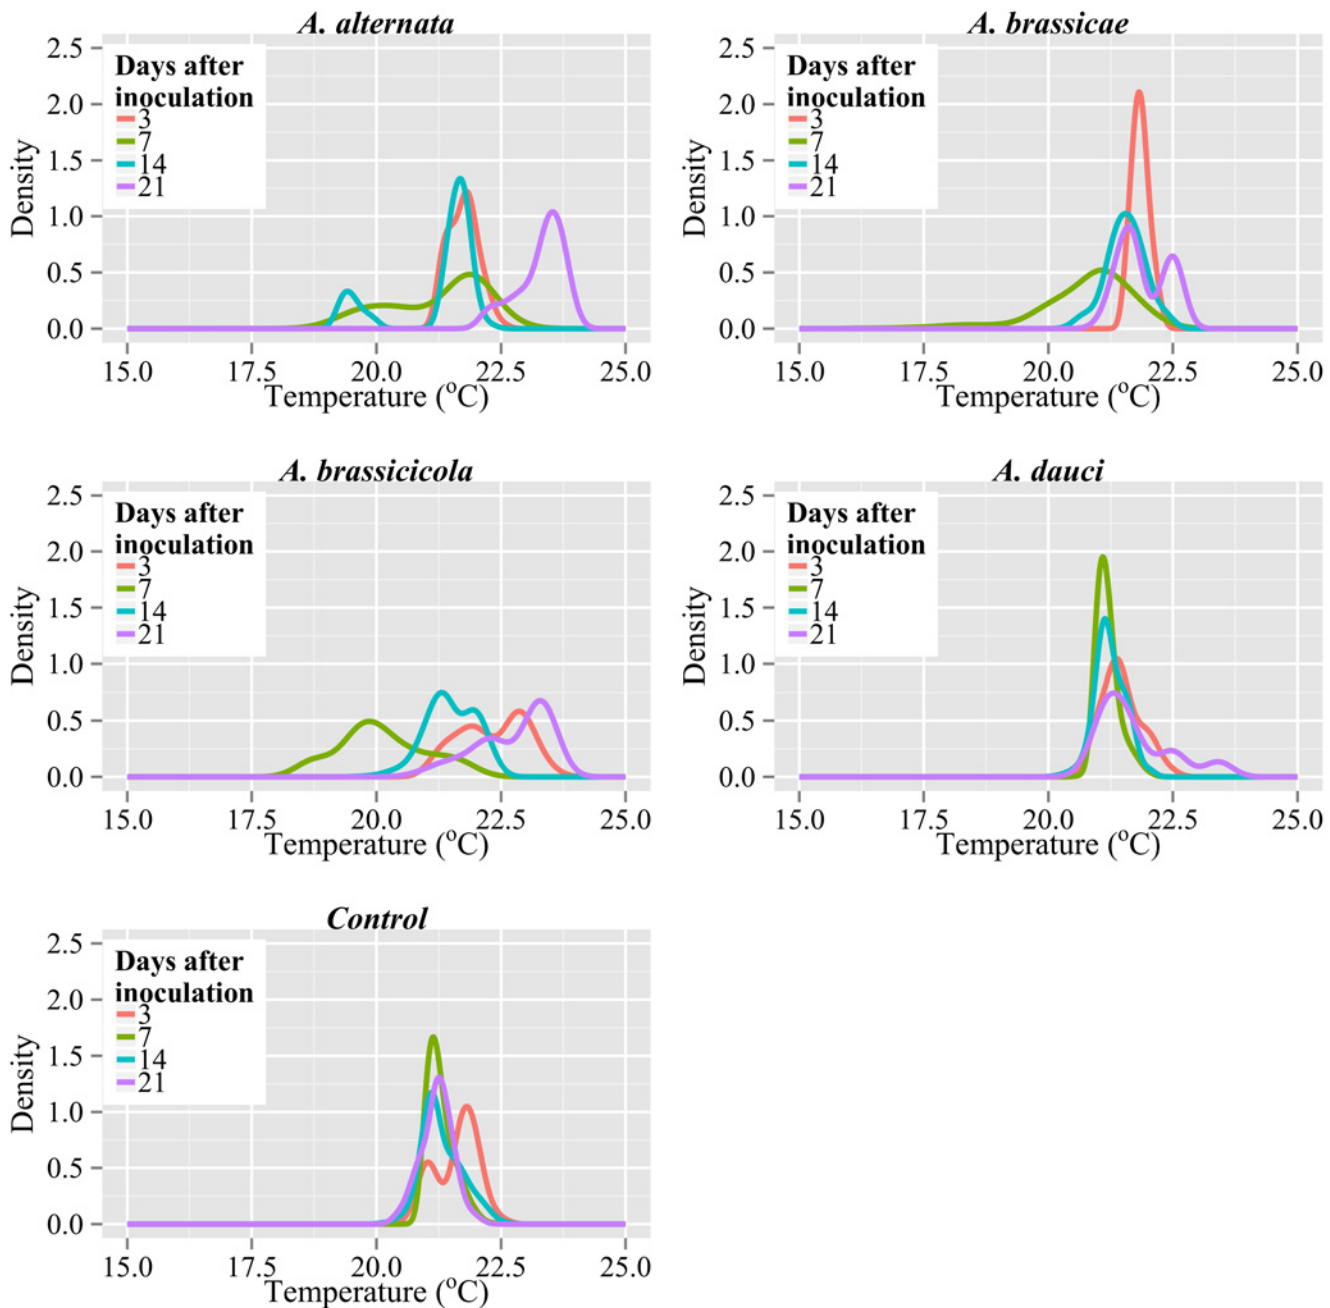 A. alternata
2.5
2.0
1.5
1.0
0.5
0.0
Density
Days after
inoculation
3
7
14
21
15.0 17.5 20.0 22.5 25.0
Temperature (°C)
A. brassicae
2.5
2.0
1.5
1.0
0.5
0.0
Density
Days after
inoculation
3
7
14
21
15.0 17.5 20.0 22.5 25.0
Temperature (°C)
A. brassicicola
2.5
2.0
1.5
1.0
0.5
0.0
Density
Days after
inoculation
3
7
14
21
15.0 17.5 20.0 22.5 25.0
Temperature (°C)
A. dauci
2.5
2.0
1.5
1.0
0.5
0.0
Density
Days after
inoculation
3
7
14
21
15.0 17.5 20.0 22.5 25.0
Temperature (°C)
Control
2.5
2.0
1.5
1.0
0.5
0.0
Density
Days after
inoculation
3
7
14
21
15.0 17.5 20.0 22.5 25.0
Temperature (°C)